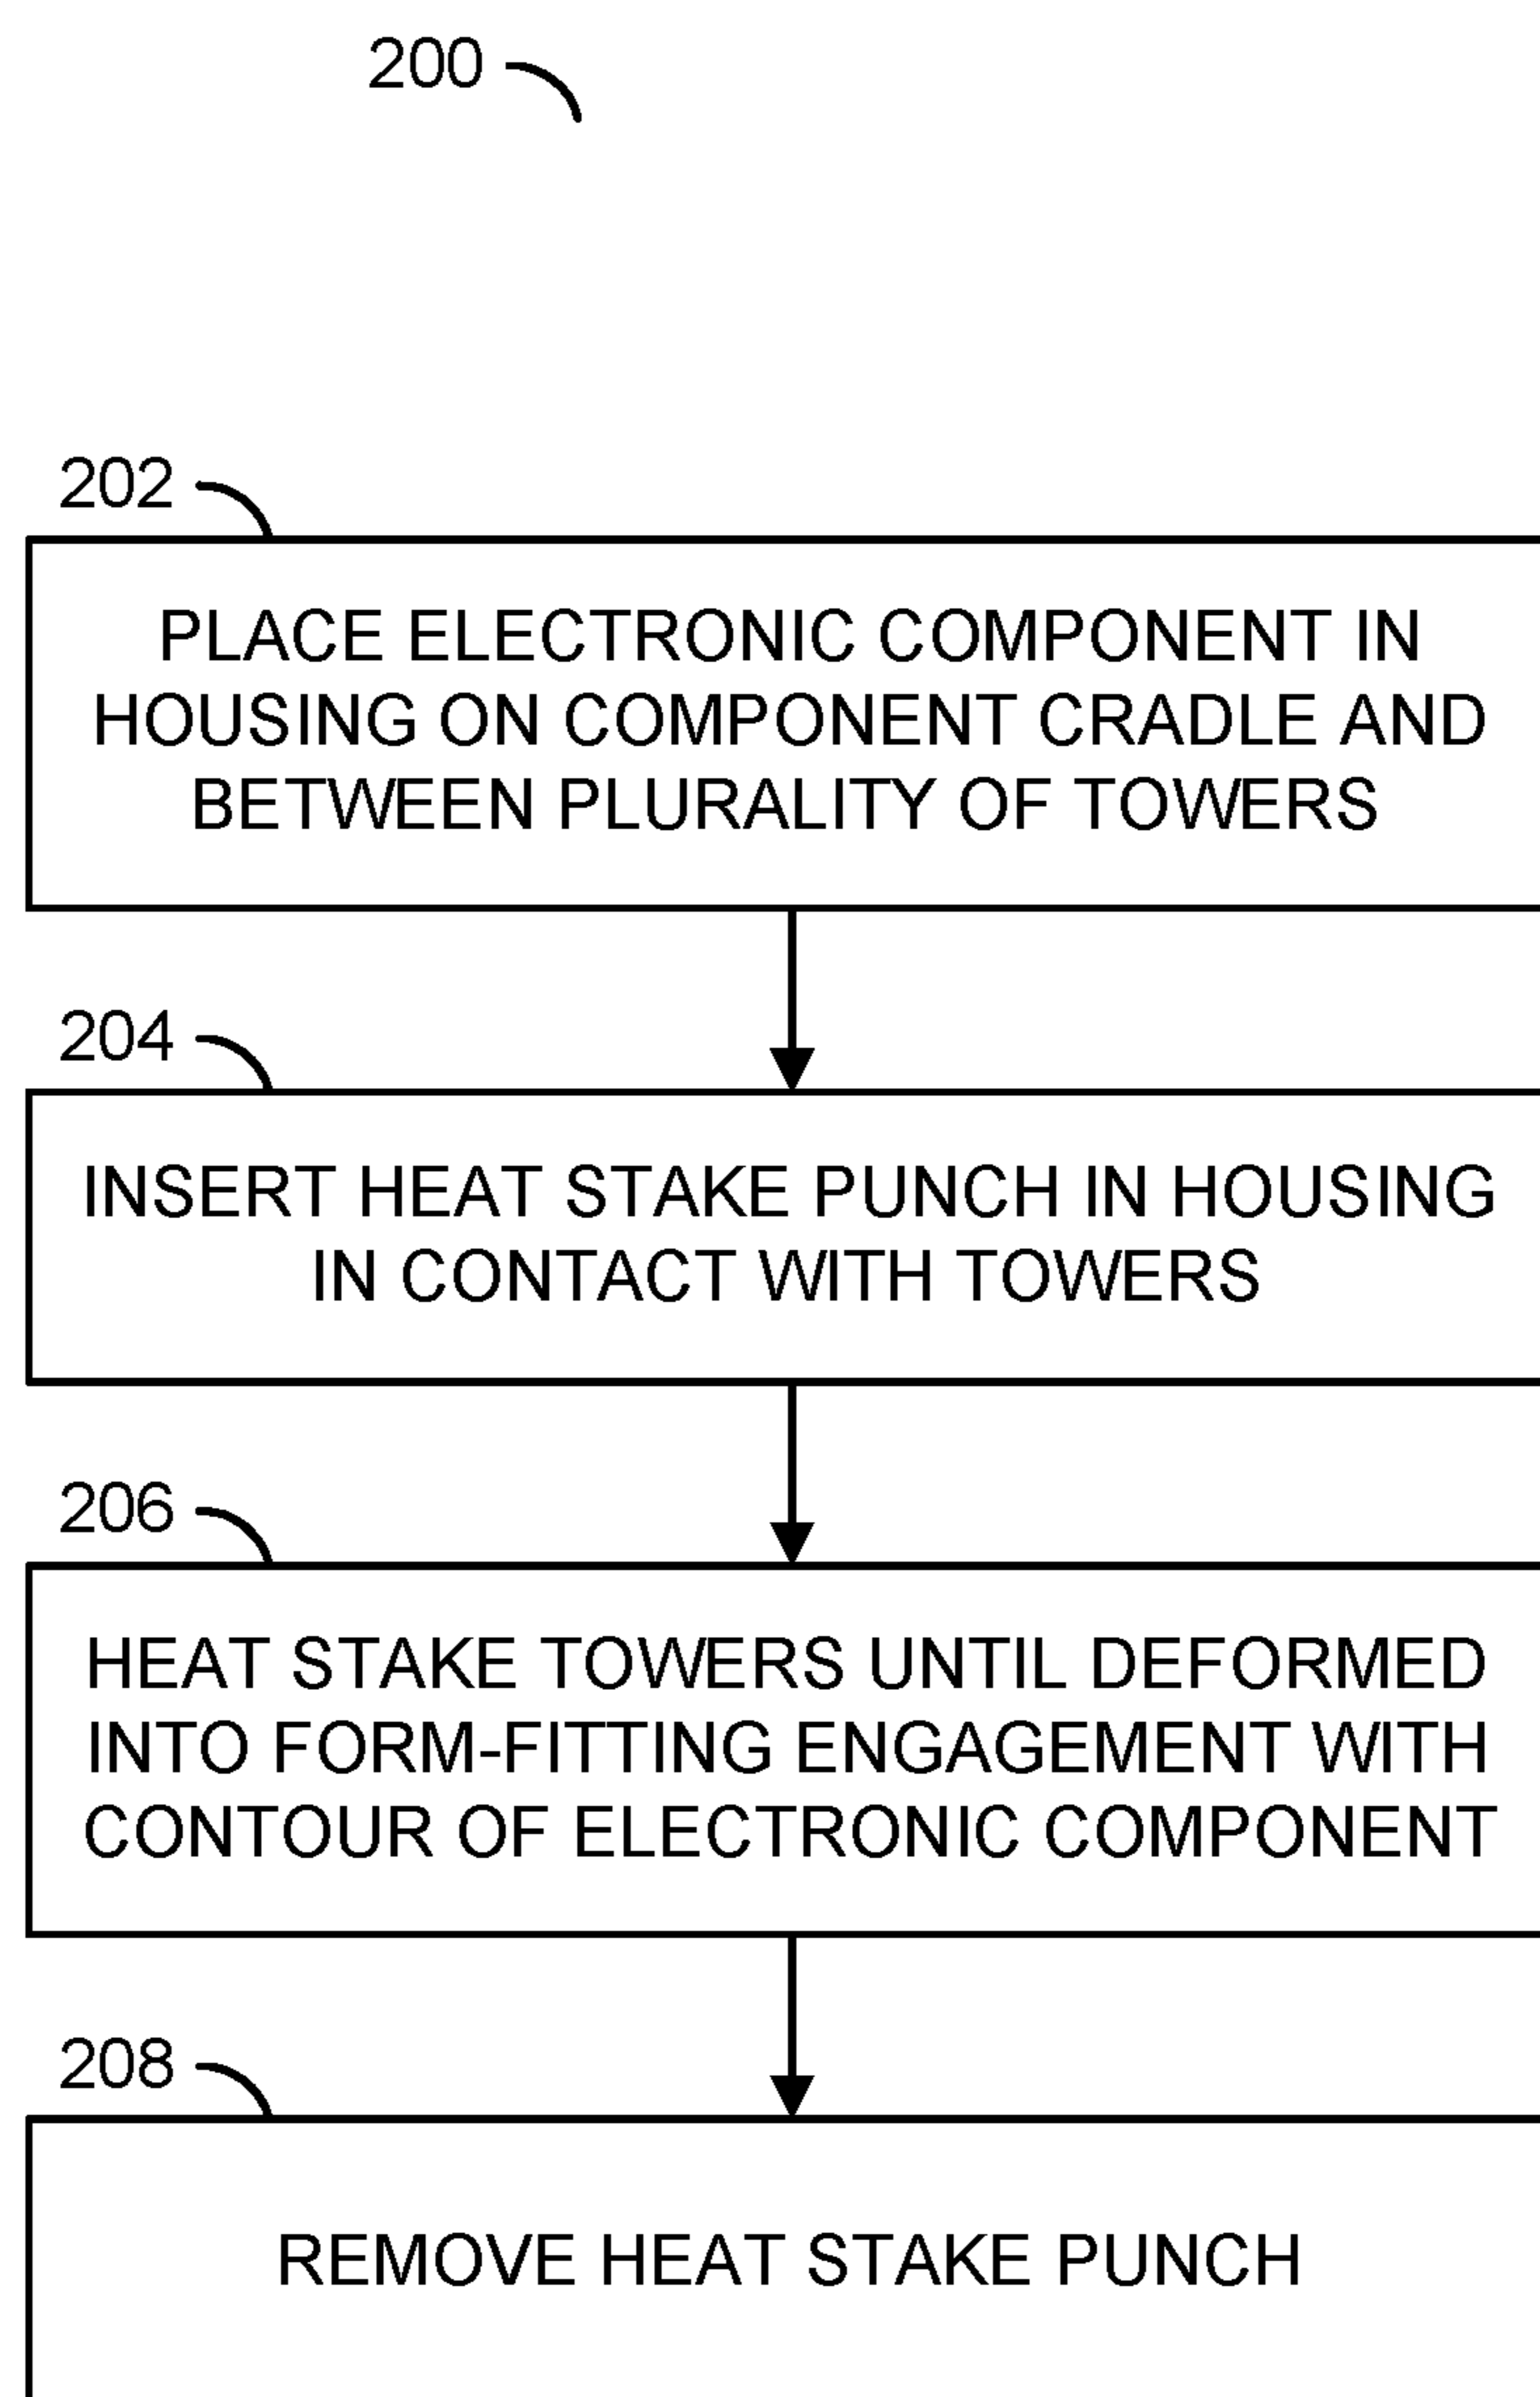 200
202
PLACE ELECTRONIC COMPONENT IN
HOUSING ON COMPONENT CRADLE AND
BETWEEN PLURALITY OF TOWERS
204
INSERT HEAT STAKE PUNCH IN HOUSING
IN CONTACT WITH TOWERS
206
HEAT STAKE TOWERS UNTIL DEFORMED
INTO FORM-FITTING ENGAGEMENT WITH
CONTOUR OF ELECTRONIC COMPONENT
208
REMOVE HEAT STAKE PUNCH